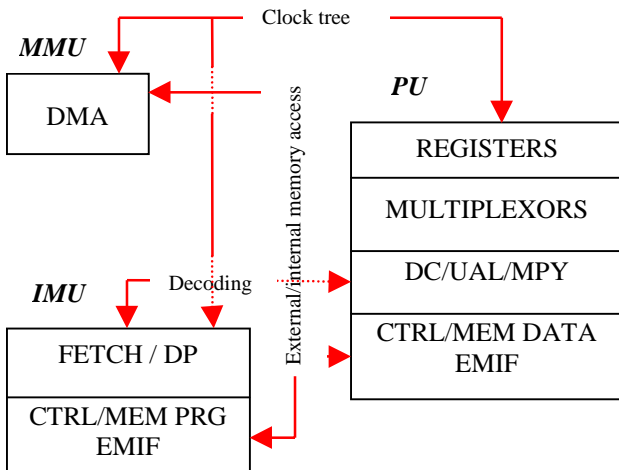 Clock tree
MMU
PU
DMA
REGISTERS
MULTIPLEXORS
External/internal memory access
Decoding
DC/UAL/MPY
IMU
FETCH / DP
CTRL/MEM DATA
EMIF
CTRL/MEM PRG
EMIF